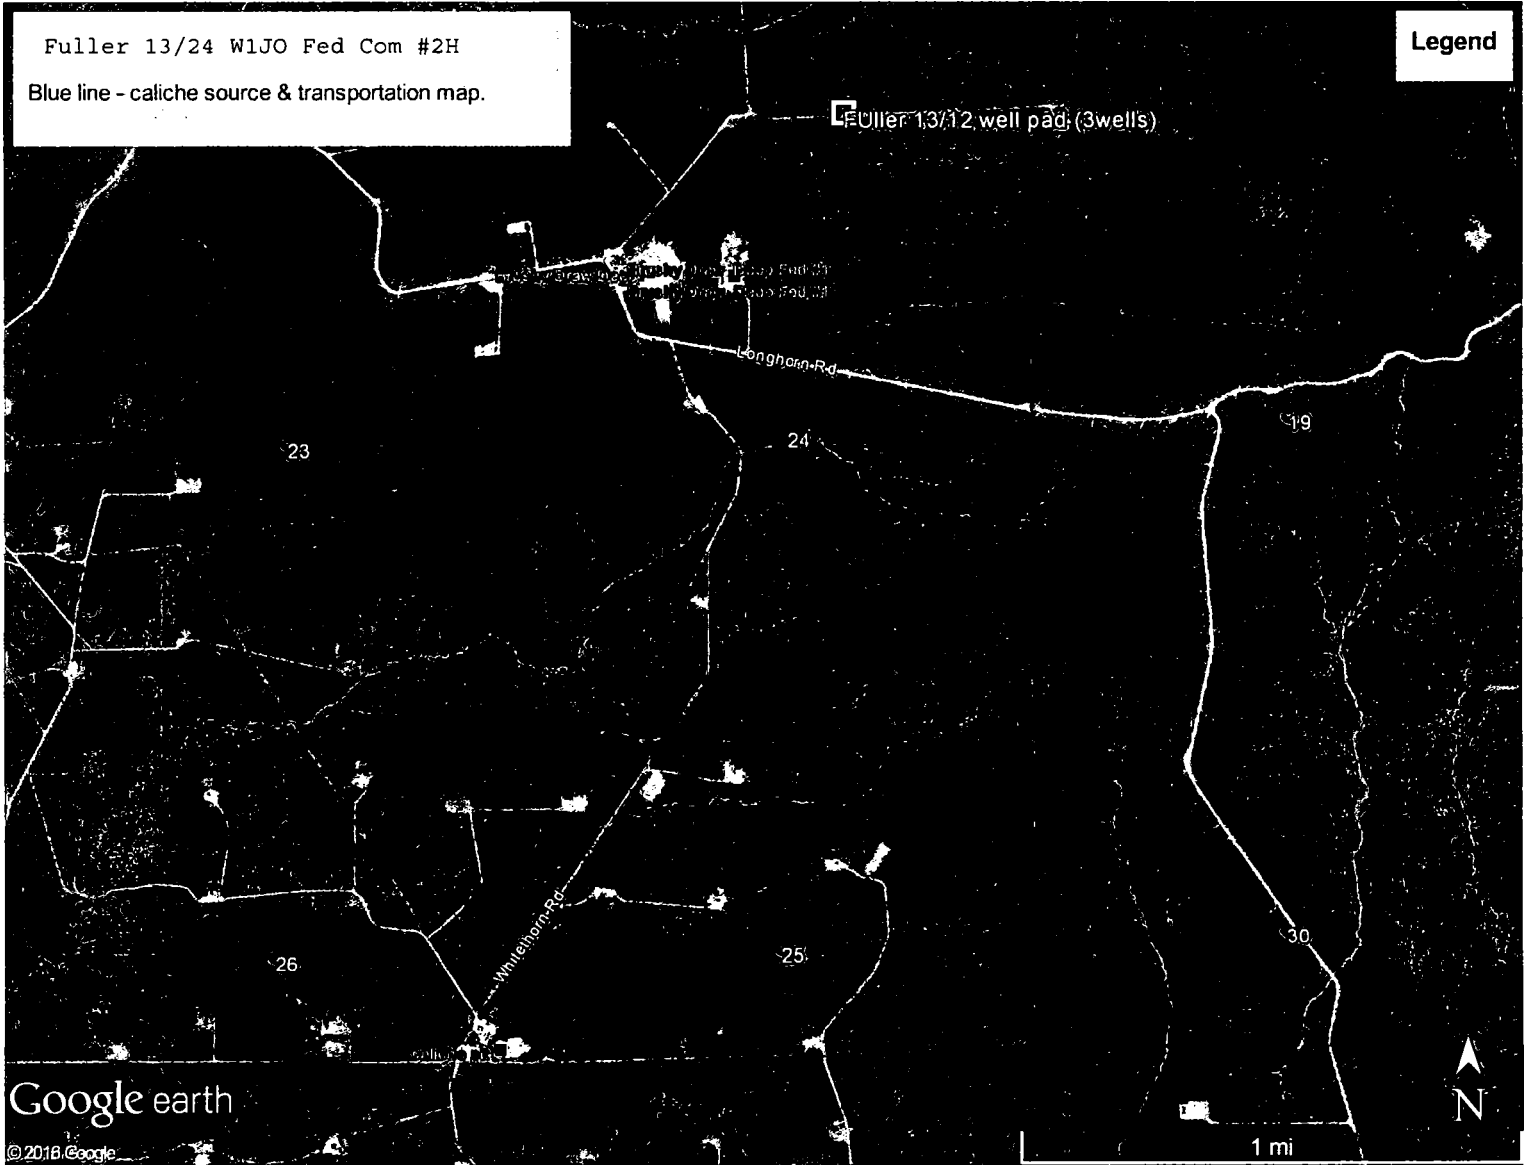 Fuller 13/24 W1JO Fed Com #2H
Blue line - caliche source & transportation map.
Legend
FUller 13/12 well pad (3wells)
Longhorn Rd
23
24
19
Whitethorn Rd
26
25
30
Google earth
©2018 Google
N
1 mi